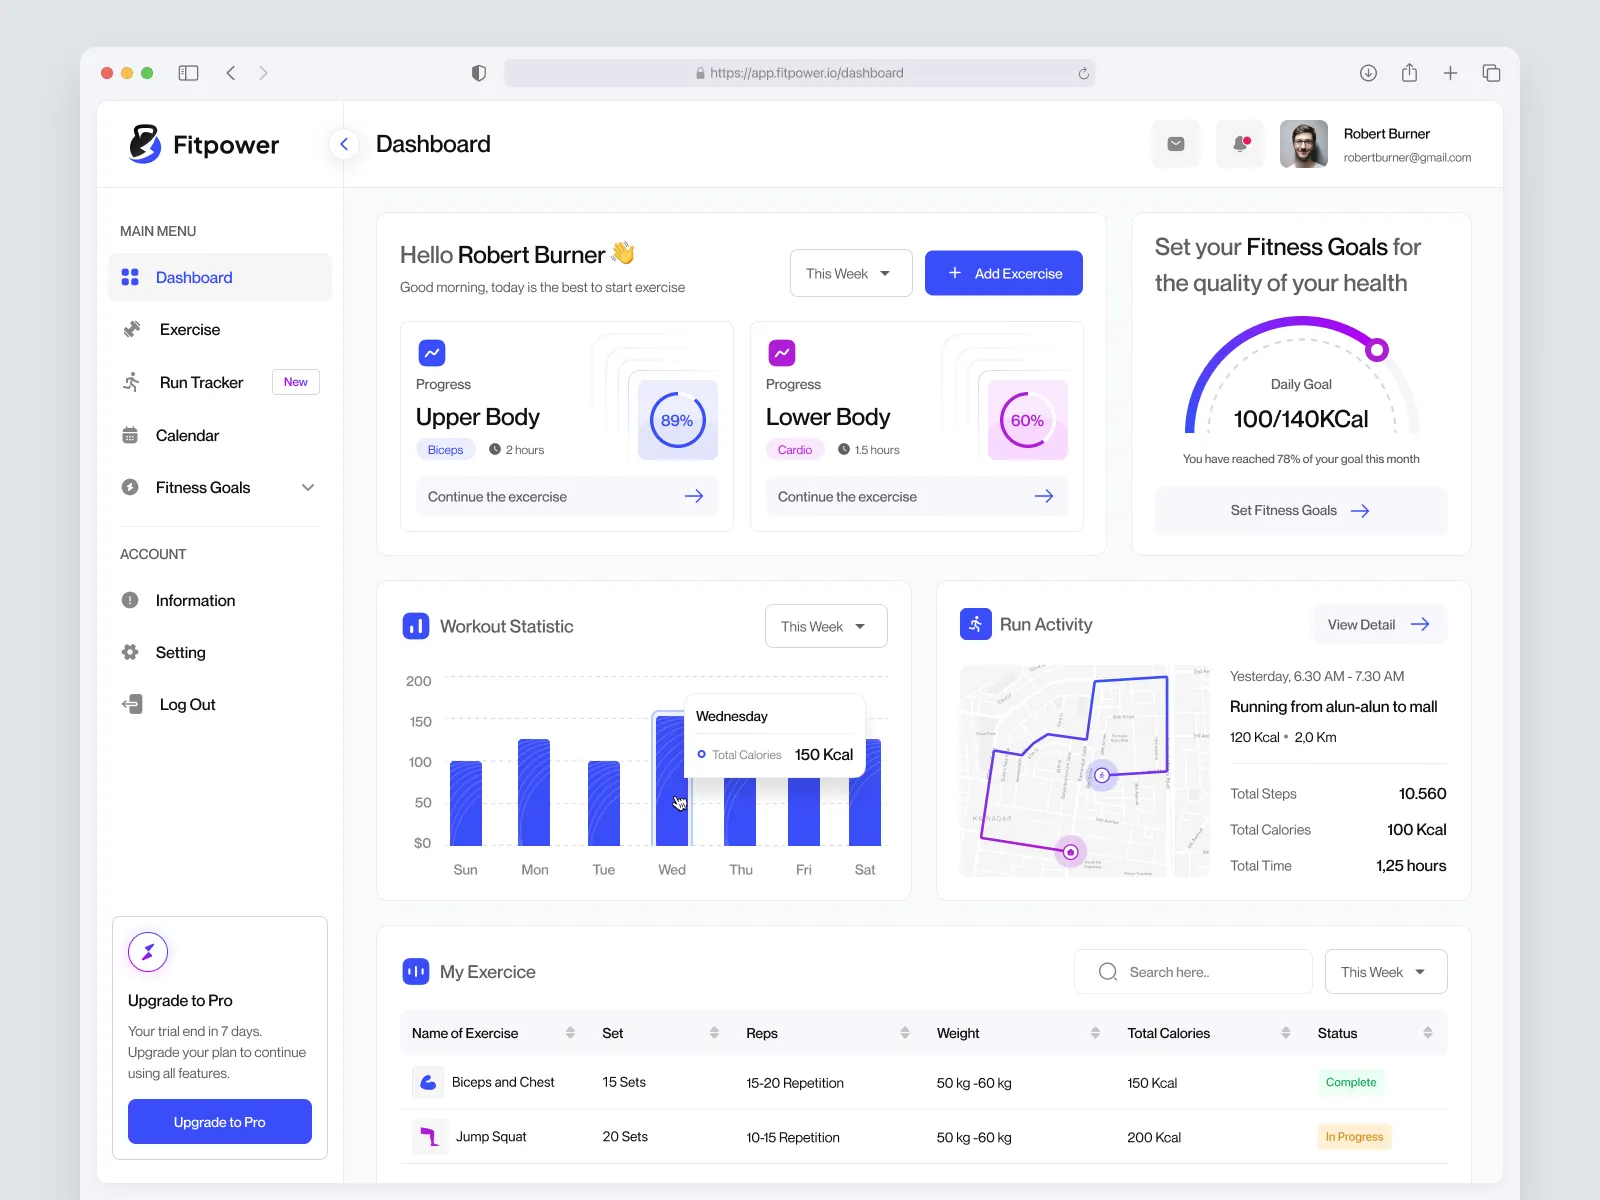 https://app.fitpower.io/dashboard
Fitpower
Dashboard
Robert Burner
robertburner@gmail.com
MAIN MENU
Dashboard
Exercise
Run Tracker
New
Calendar
Fitness Goals
ACCOUNT
Information
Setting
Log Out
Upgrade to Pro
Your trial end in 7 days.
Upgrade your plan to continue
using all features.
Upgrade to Pro
Hello Robert Burner 👋
Good morning, today is the best to start exercise
This Week
+ Add Excercise
Progress
Upper Body
Biceps
2 hours
89%
Continue the excercise
Progress
Lower Body
Cardio
1.5 hours
60%
Continue the excercise
Set your Fitness Goals for
the quality of your health
Daily Goal
100/140KCal
You have reached 78% of your goal this month
Set Fitness Goals
Workout Statistic
This Week
200
150
100
50
$0
Sun
Mon
Tue
Wed
Thu
Fri
Sat
Wednesday
Total Calories 150 Kcal
Run Activity
View Detail
KK NAGAR
Yesterday, 6.30 AM - 7.30 AM
Running from alun-alun to mall
120 Kcal • 2,0 Km
Total Steps 10.560
Total Calories 100 Kcal
Total Time 1,25 hours
My Exercice
Search here..
This Week
Name of Exercise Set Reps Weight Total Calories Status
Biceps and Chest 15 Sets 15-20 Repetition 50 kg -60 kg 150 Kcal Complete
Jump Squat 20 Sets 10-15 Repetition 50 kg -60 kg 200 Kcal In Progress